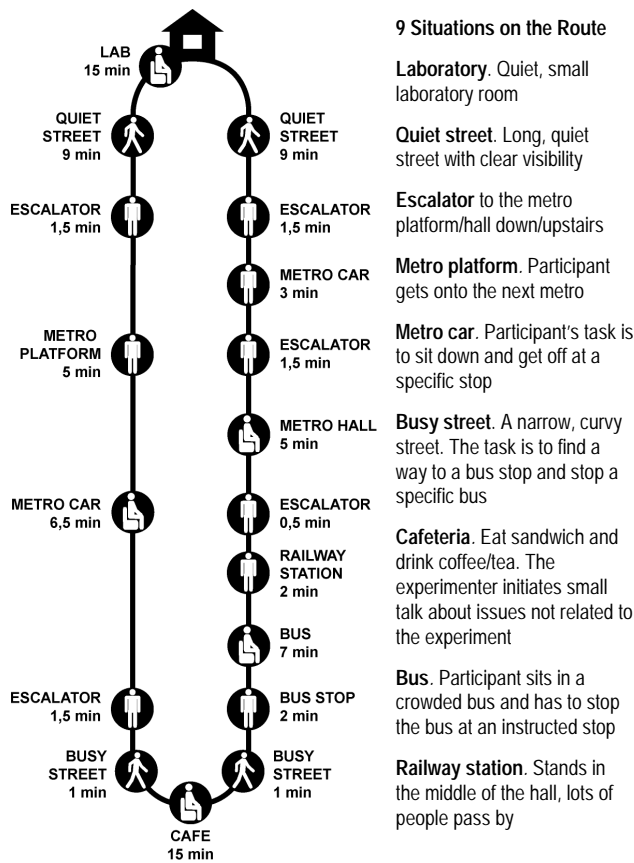 LAB
15 min
QUIET
STREET
9 min
ESCALATOR
1,5 min
METRO
PLATFORM
5 min
METRO CAR
6,5 min
ESCALATOR
1,5 min
BUSY
STREET
1 min
CAFE
15 min
QUIET
STREET
9 min
ESCALATOR
1,5 min
METRO CAR
3 min
ESCALATOR
1,5 min
METRO HALL
5 min
ESCALATOR
0,5 min
RAILWAY
STATION
2 min
BUS
7 min
BUS STOP
2 min
BUSY
STREET
1 min
9 Situations on the Route
Laboratory. Quiet, small
laboratory room
Quiet street. Long, quiet
street with clear visibility
Escalator to the metro
platform/hall down/upstairs
Metro platform. Participant
gets onto the next metro
Metro car. Participant's task is
to sit down and get off at a
specific stop
Busy street. A narrow, curvy
street. The task is to find a
way to a bus stop and stop a
specific bus
Cafeteria. Eat sandwich and
drink coffee/tea. The
experimenter initiates small
talk about issues not related to
the experiment
Bus. Participant sits in a
crowded bus and has to stop
the bus at an instructed stop
Railway station. Stands in
the middle of the hall, lots of
people pass by